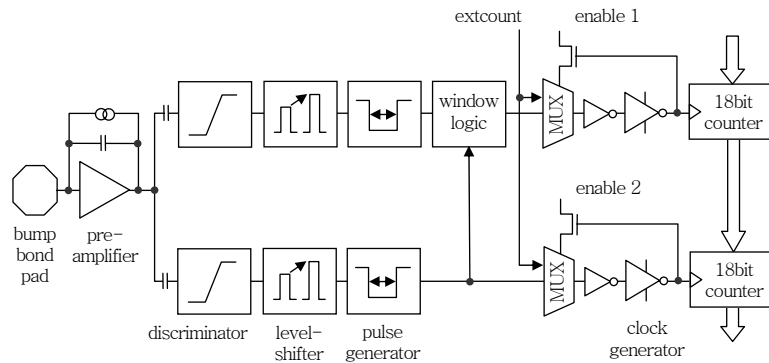 extcount
enable 1
MUX
window
logic
18bit
counter
bump
bond
pad
pre-
amplifier
enable 2
MUX
18bit
counter
discriminator
level-
shifter
pulse
generator
clock
generator